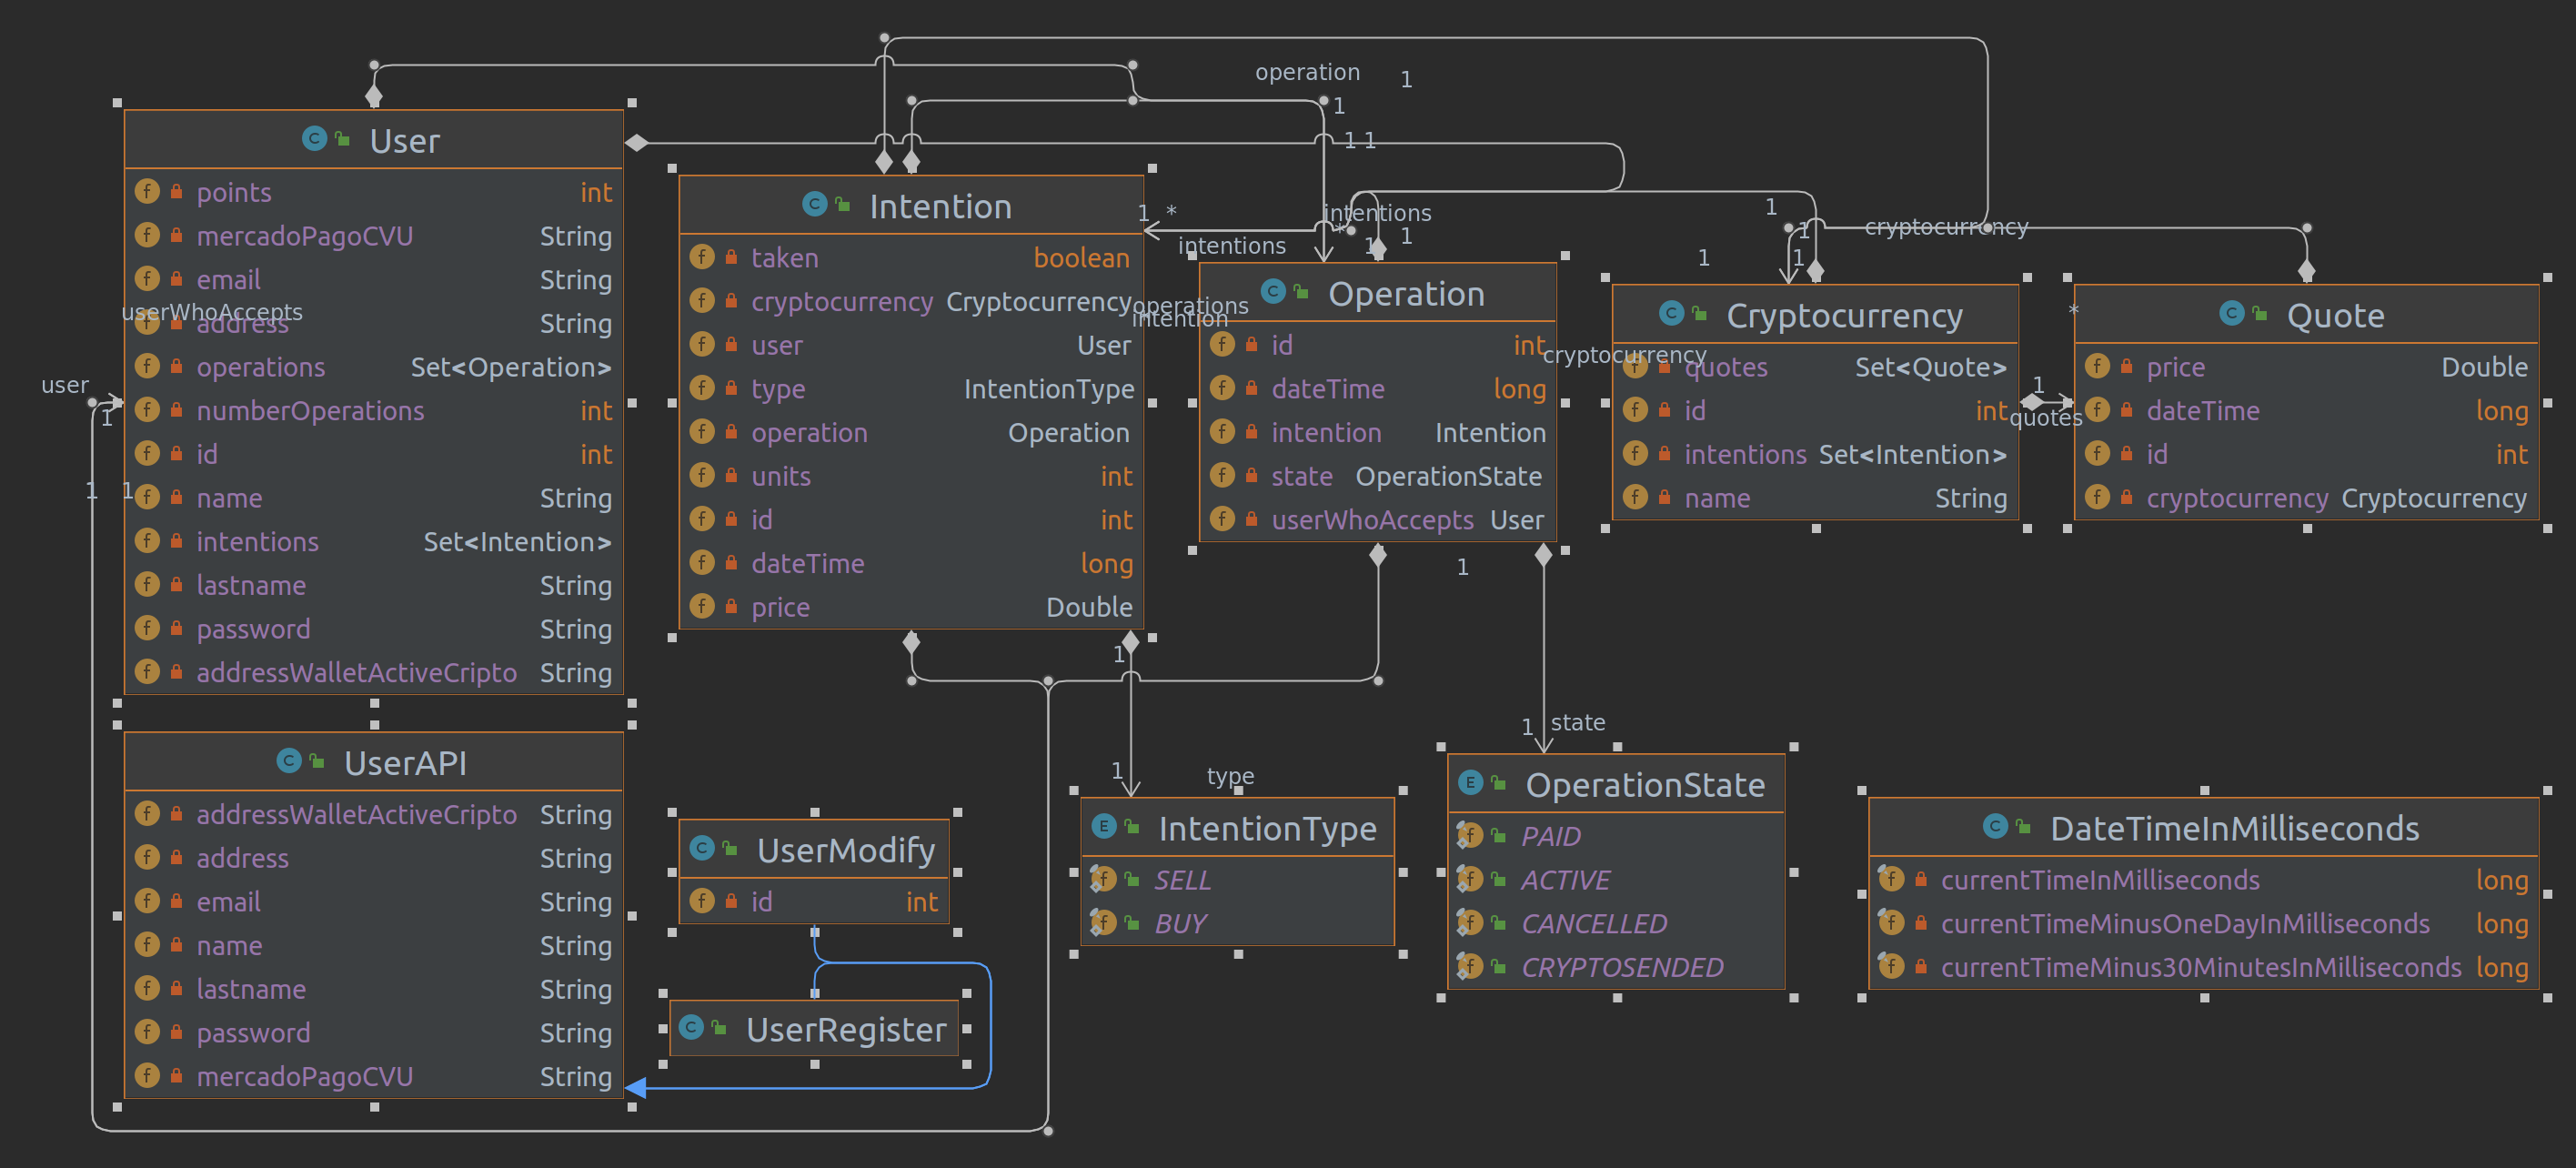 operation 1
1
1 1
User
points int
mercadoPagoCVU String
email String
userWhoAccepts
address String
operations Set<Operation>
numberOperations int
id int
name String
intentions Set<Intention>
lastname String
password String
addressWalletActiveCripto String
user
1
1 1
Intention
taken boolean
cryptocurrency Cryptocurrency
user User
type IntentionType
operation Operation
units int
id int
dateTime long
price Double
1 *
intentions
intentions
* 1
1
operations
intention
Operation
id int
dateTime long
intention Intention
state OperationState
userWhoAccepts User
1
1
1 1
cryptocurrency
cryptocurrency
Cryptocurrency
quotes Set<Quote>
id int
intentions Set<Intention>
name String
*
1
quotes
Quote
price Double
dateTime long
id int
cryptocurrency Cryptocurrency
1
1
1 type
1 state
UserAPI
addressWalletActiveCripto String
address String
email String
name String
lastname String
password String
mercadoPagoCVU String
UserModify
id int
UserRegister
IntentionType
SELL
BUY
OperationState
PAID
ACTIVE
CANCELLED
CRYPTOSENDED
DateTimeInMilliseconds
currentTimeInMilliseconds long
currentTimeMinusOneDayInMilliseconds long
currentTimeMinus30MinutesInMilliseconds long